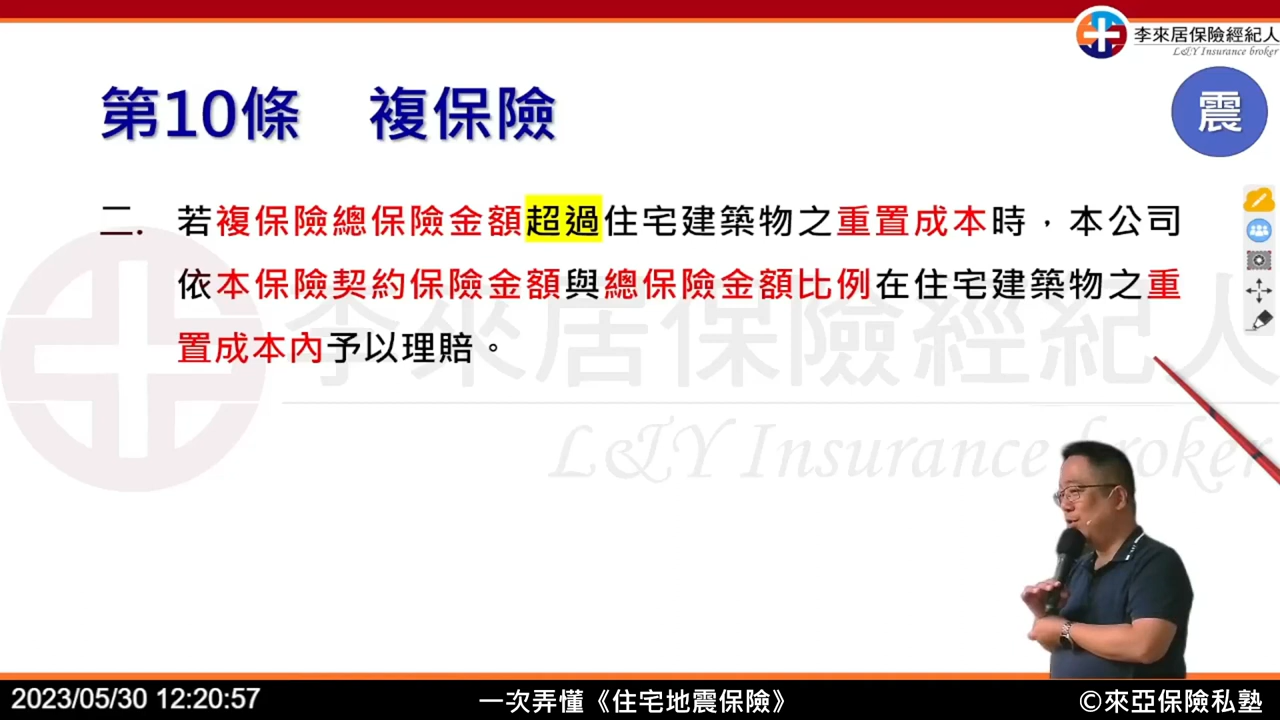 李來居保險經紀人
L&Y Insurance broker
第10條 複保險
震
二. 若複保險總保險金額超過住宅建築物之重置成本時，本公司
依本保險契約保險金額與總保險金額比例在住宅建築物之重
置成本內予以理賠。
李來居保險經紀人
L&Y Insurance broker
2023/05/30 12:20:57
一次弄懂《住宅地震保險》
©來亞保險私塾